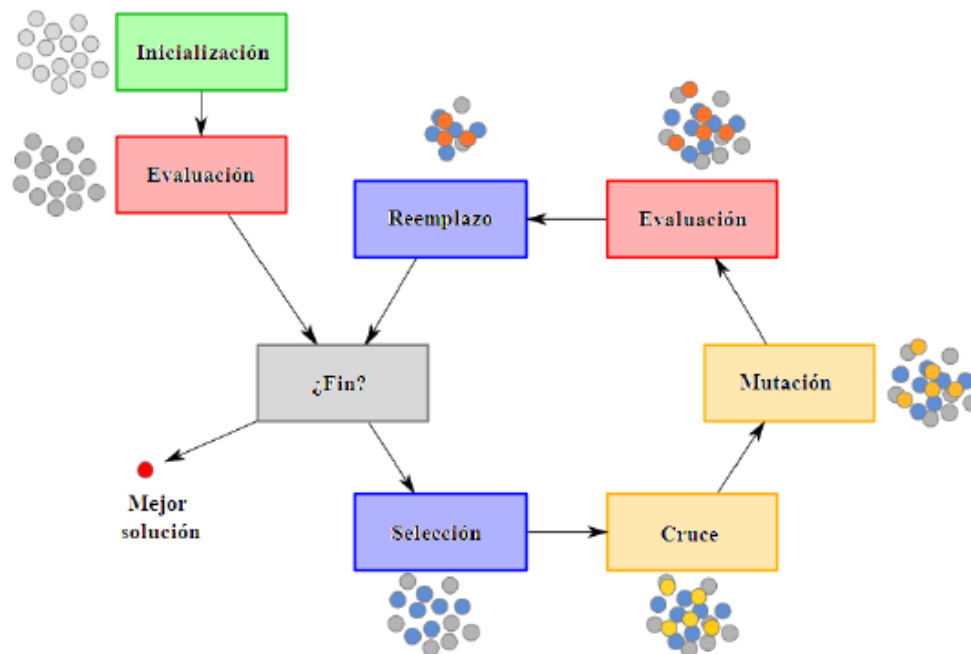 Inicialización
Evaluación
Reemplazo
Evaluación
¿Fin?
Mutación
Mejor
solución
Selección
Cruce